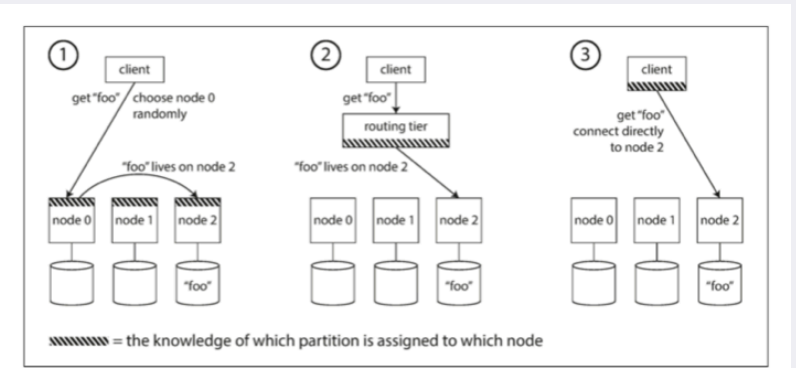 1
client
get "foo" choose node 0
randomly
"foo" lives on node 2
node 0 node 1 node 2
"foo"
2
client
get "foo"
routing tier
"foo" lives on node 2
node 0 node 1 node 2
"foo"
3
client
get "foo"
connect directly
to node 2
node 0 node 1 node 2
"foo"
= the knowledge of which partition is assigned to which node